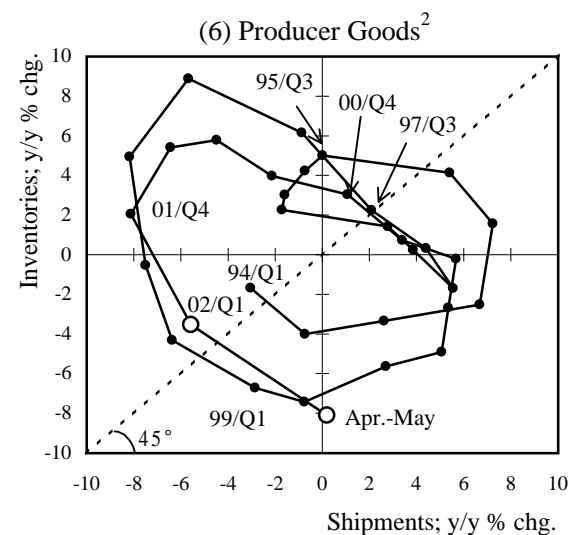 (6) Producer Goods2
Inventories; y/y % chg.
10
8
6
4
2
0
-2
-4
-6
-8
-10
95/Q3
00/Q4
97/Q3
01/Q4
94/Q1
02/Q1
99/Q1
Apr.-May
45°
-10 -8 -6 -4 -2 0 2 4 6 8 10
Shipments; y/y % chg.